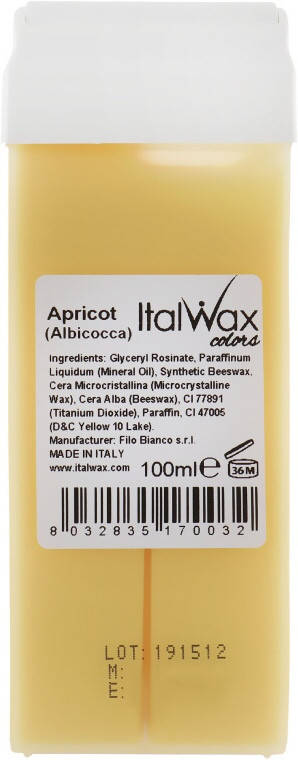 Apricot
(Albicocca)
ItalWax
colors
Ingredients: Glyceryl Rosinate, Paraffinum
Liquidum (Mineral Oil), Synthetic Beeswax,
Cera Microcristallina (Microcrystalline
Wax), Cera Alba (Beeswax), CI 77891
(Titanium Dioxide), Paraffin, CI 47005
(D&C Yellow 10 Lake).
Manufacturer: Filo Bianco s.r.l.
MADE IN ITALY
www.italwax.com
100ml℮ 36M
8 032835 170032
LOT: 191512
M:
E: